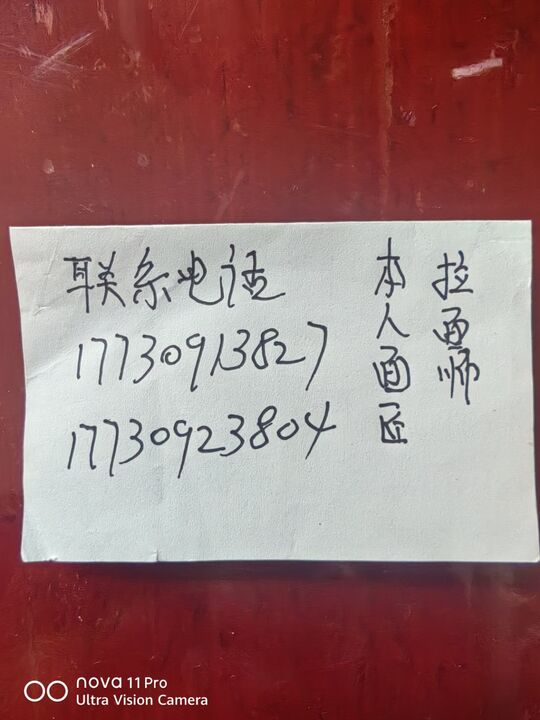 联系电话
17730913827
17730923804
本人面匠
拉面师
nova 11 Pro
Ultra Vision Camera